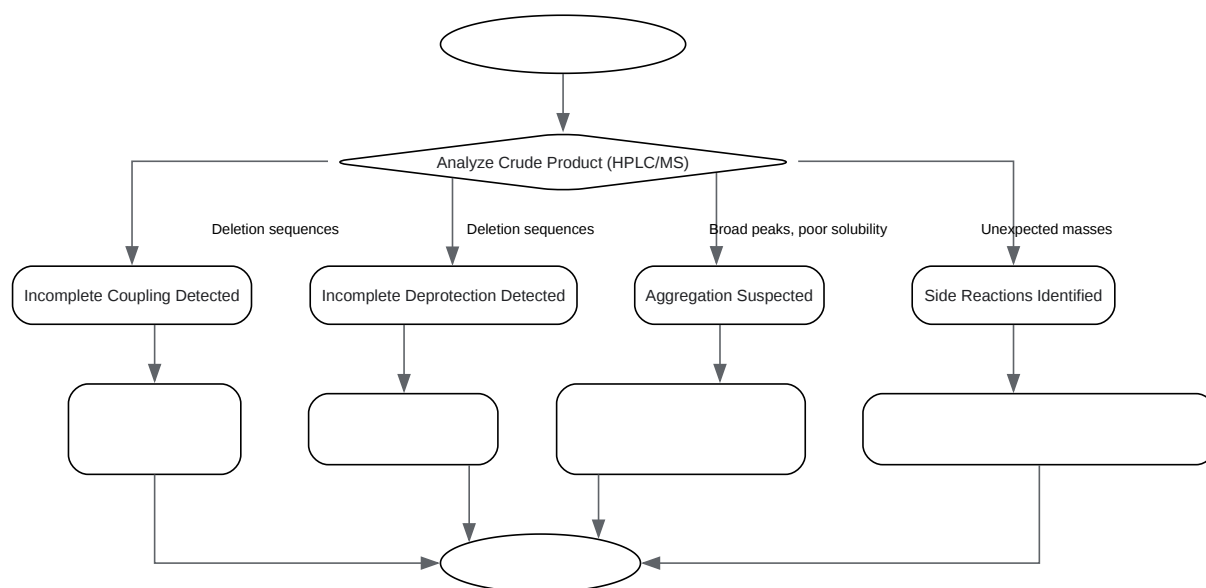 Analyze Crude Product (HPLC/MS)
Deletion sequences
Deletion sequences
Broad peaks, poor solubility
Unexpected masses
Incomplete Coupling Detected
Incomplete Deprotection Detected
Aggregation Suspected
Side Reactions Identified